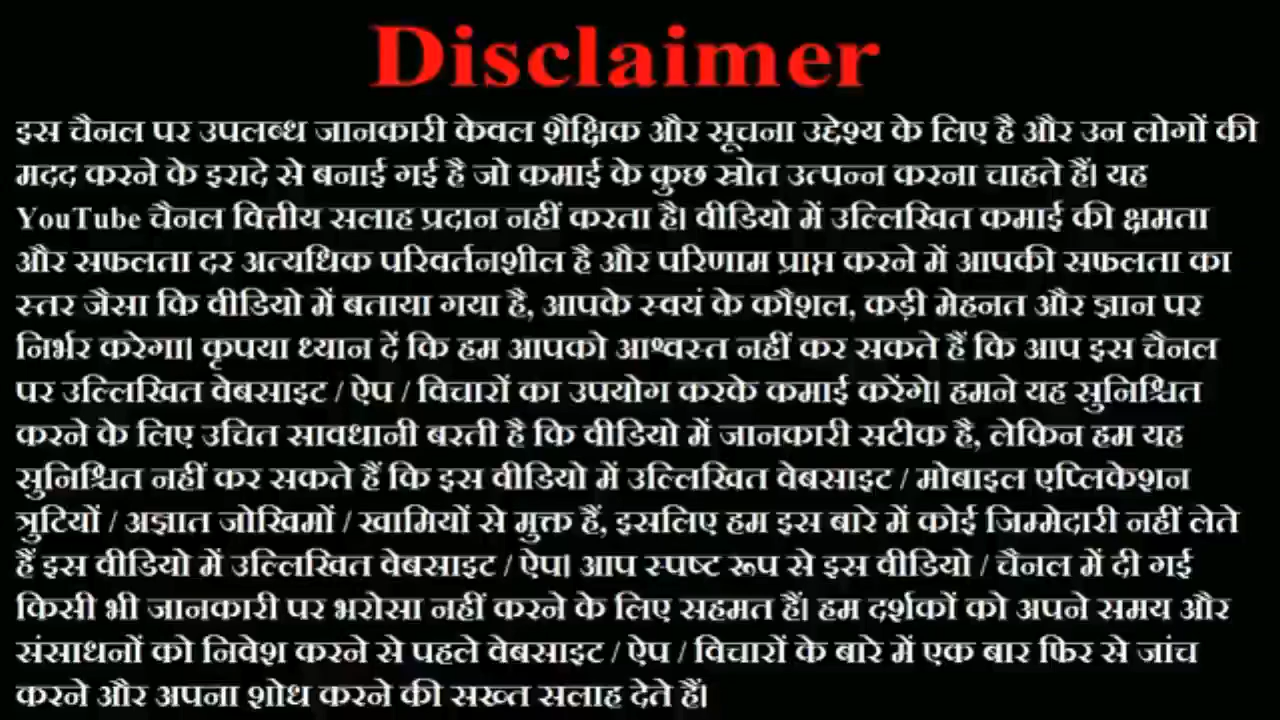 Disclaimer
इस चैनल पर उपलब्ध जानकारी केवल शैक्षिक और सूचना उद्देश्य के लिए है और उन लोगों की
मदद करने के इरादे से बनाई गई है जो कमाई के कुछ स्रोत उत्पन्न करना चाहते हैं। यह
YouTube चैनल वित्तीय सलाह प्रदान नहीं करता है। वीडियो में उल्लिखित कमाई की क्षमता
और सफलता दर अत्यधिक परिवर्तनशील है और परिणाम प्राप्त करने में आपकी सफलता का
स्तर जैसा कि वीडियो में बताया गया है, आपके स्वयं के कौशल, कड़ी मेहनत और ज्ञान पर
निर्भर करेगा। कृपया ध्यान दें कि हम आपको आश्वस्त नहीं कर सकते हैं कि आप इस चैनल
पर उल्लिखित वेबसाइट / ऐप / विचारों का उपयोग करके कमाई करेंगे। हमने यह सुनिश्चित
करने के लिए उचित सावधानी बरती है कि वीडियो में जानकारी सटीक है, लेकिन हम यह
सुनिश्चित नहीं कर सकते हैं कि इस वीडियो में उल्लिखित वेबसाइट / मोबाइल एप्लिकेशन
त्रुटियों / अज्ञात जोखिमों / खामियों से मुक्त हैं, इसलिए हम इस बारे में कोई जिम्मेदारी नहीं लेते
हैं इस वीडियो में उल्लिखित वेबसाइट / ऐप। आप स्पष्ट रूप से इस वीडियो / चैनल में दी गई
किसी भी जानकारी पर भरोसा नहीं करने के लिए सहमत हैं। हम दर्शकों को अपने समय और
संसाधनों को निवेश करने से पहले वेबसाइट / ऐप / विचारों के बारे में एक बार फिर से जांच
करने और अपना शोध करने की सख्त सलाह देते हैं।